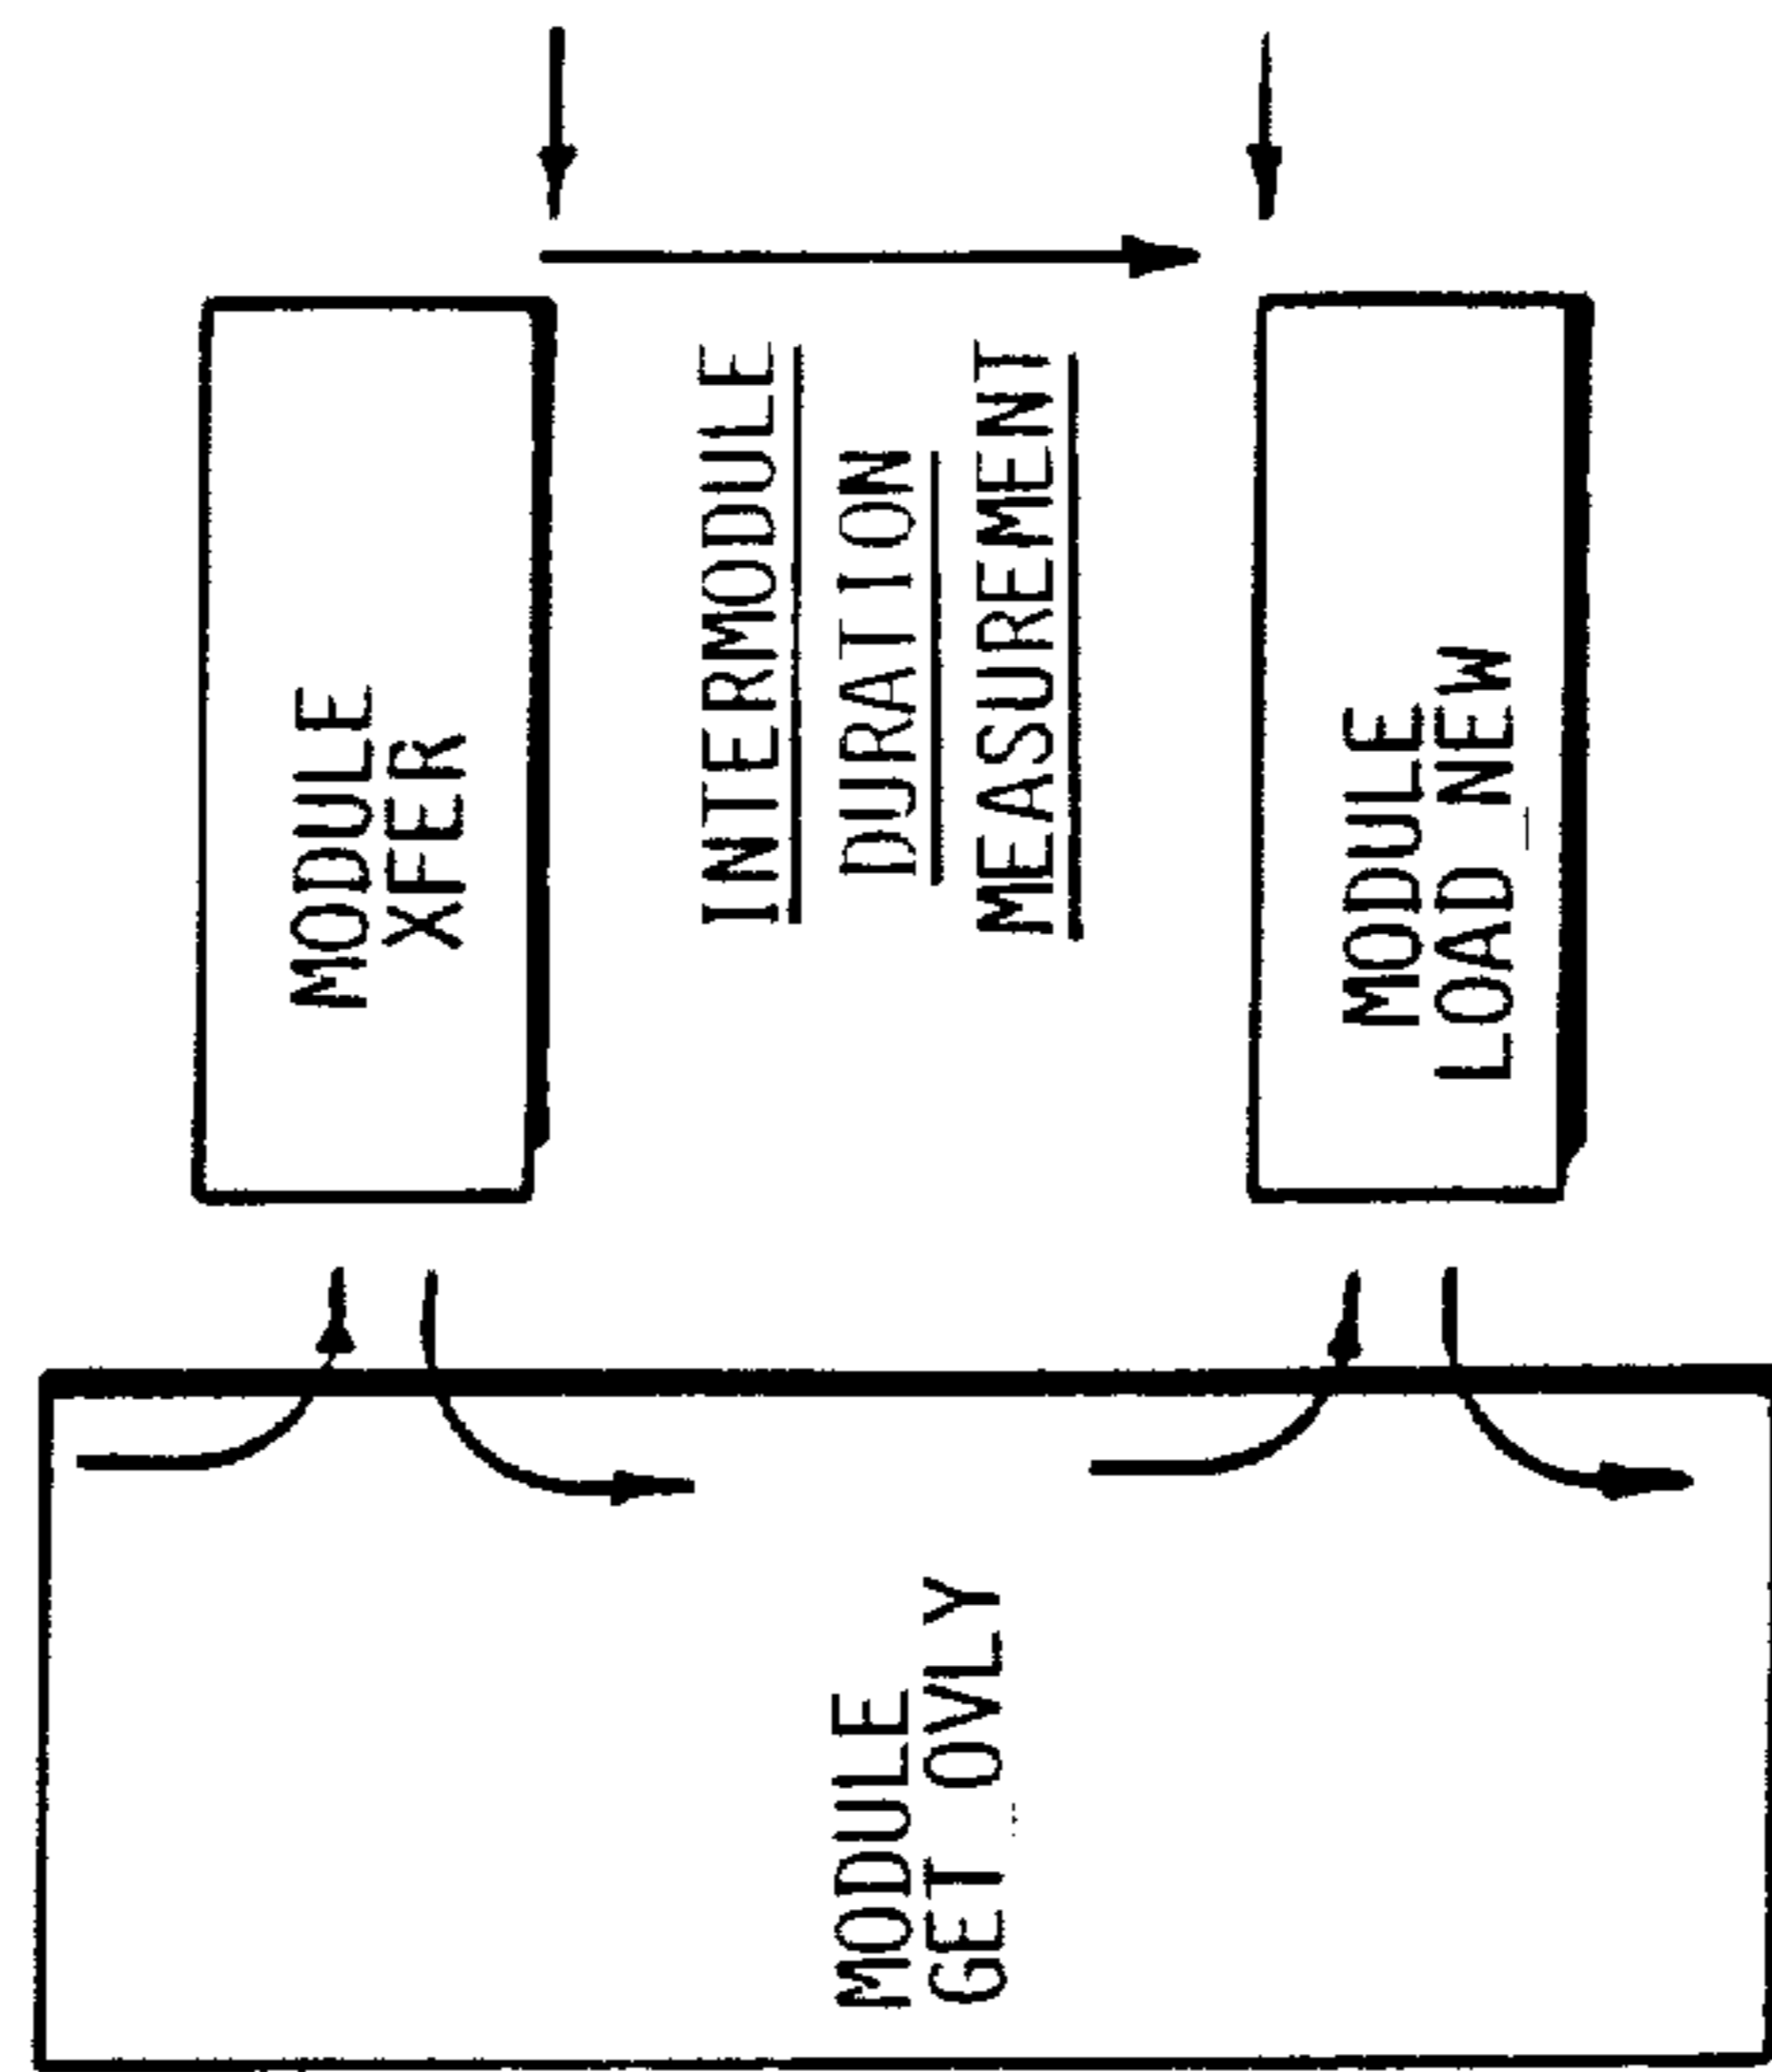 MODULE
XFER
INTERMODULE
DURATION
MEASUREMENT
MODULE
LOAD_NEW
MODULE
GET_OVLY